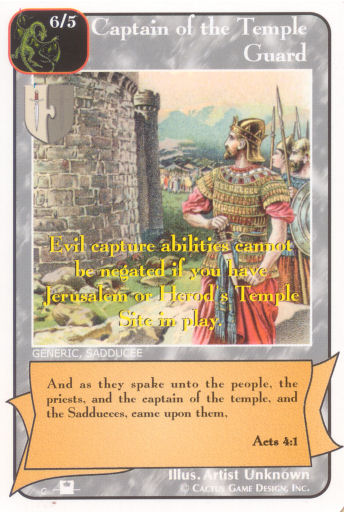 6/5
Captain of the Temple
Guard
Evil capture abilities cannot
be negated if you have
Jerusalem or Herod's Temple
Site in play.
GENERIC, SADDUCEE
And as they spake unto the people, the
priests, and the captain of the temple, and
the Sadducees, came upon them,
Acts 4:1
Illus. Artist Unknown
© Cactus Game Design, Inc.